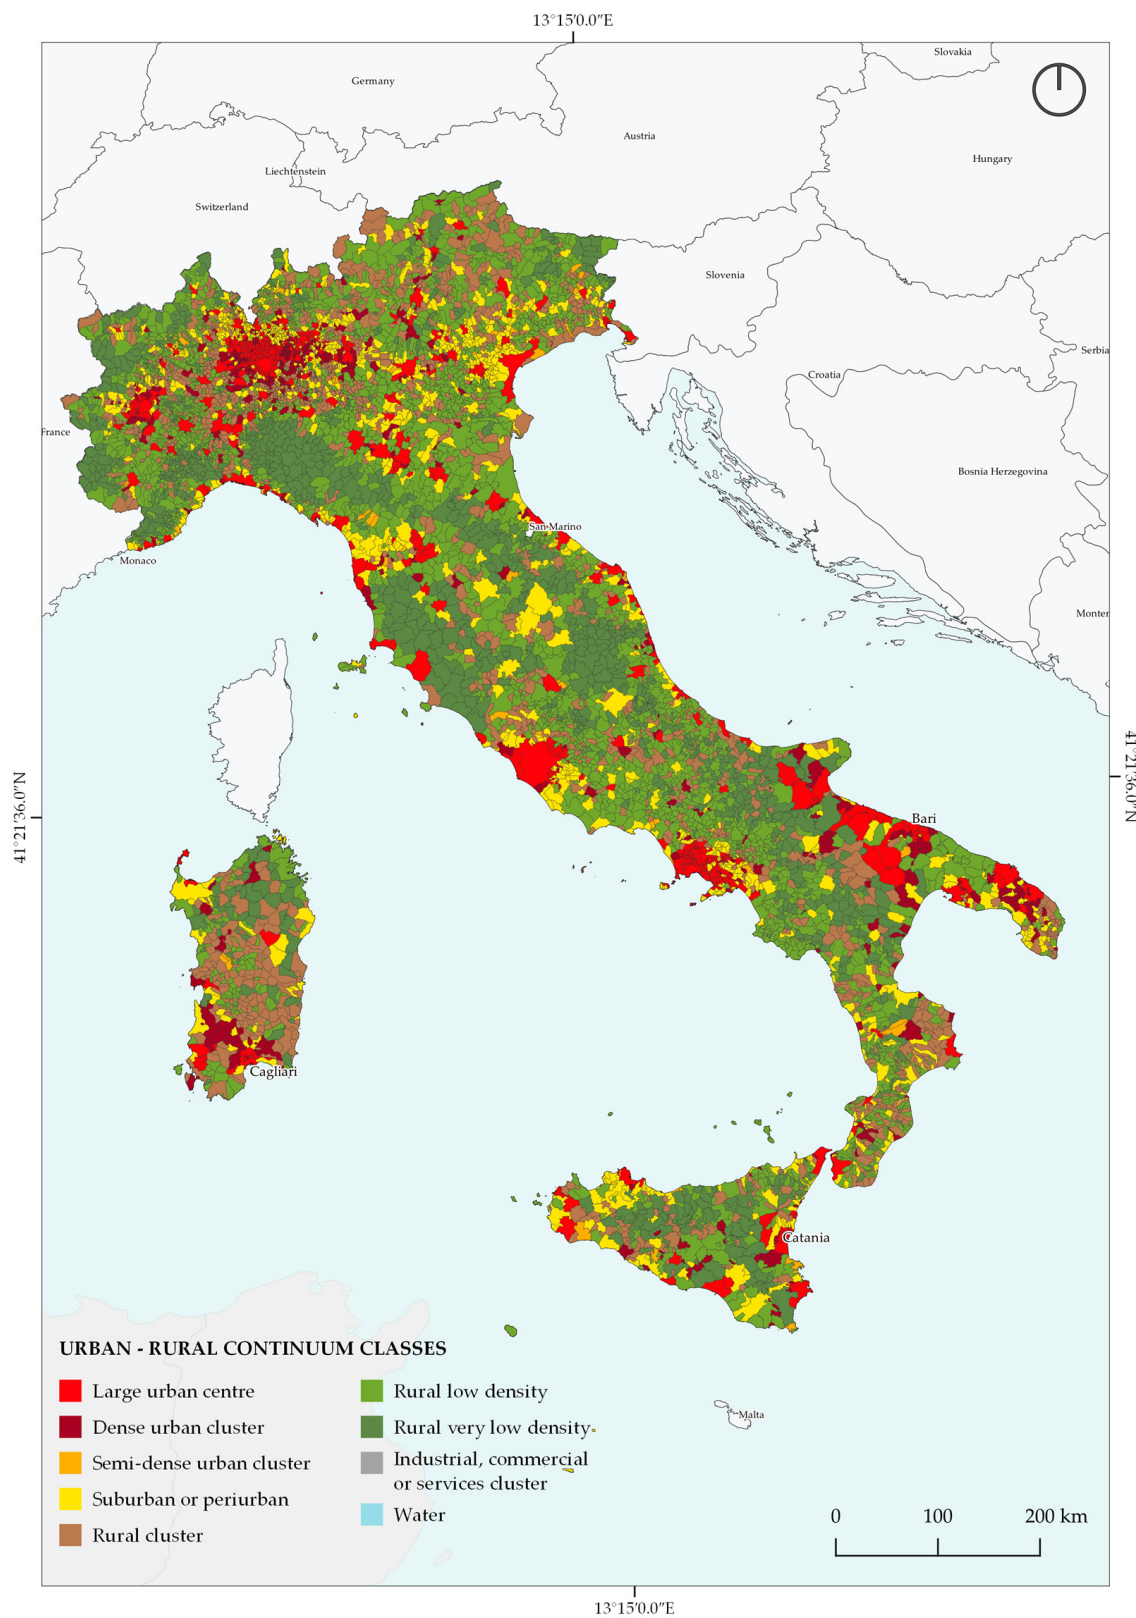 13°15'0.0"E
Slovakia
Germany
Austria
Hungary
Liechtenstein
Switzerland
Slovenia
Serbia
Croatia
France
Bosnia Herzegovina
San Marino
Monaco
Monten
41°21'36.0"N
41°21'36.0"N
Bari
Cagliari
Catania
URBAN - RURAL CONTINUUM CLASSES
Large urban centre
Dense urban cluster
Semi-dense urban cluster
Suburban or periurban
Rural cluster
Rural low density
Rural very low density
Industrial, commercial
or services cluster
Water
Malta
0 100 200 km
13°15'0.0"E